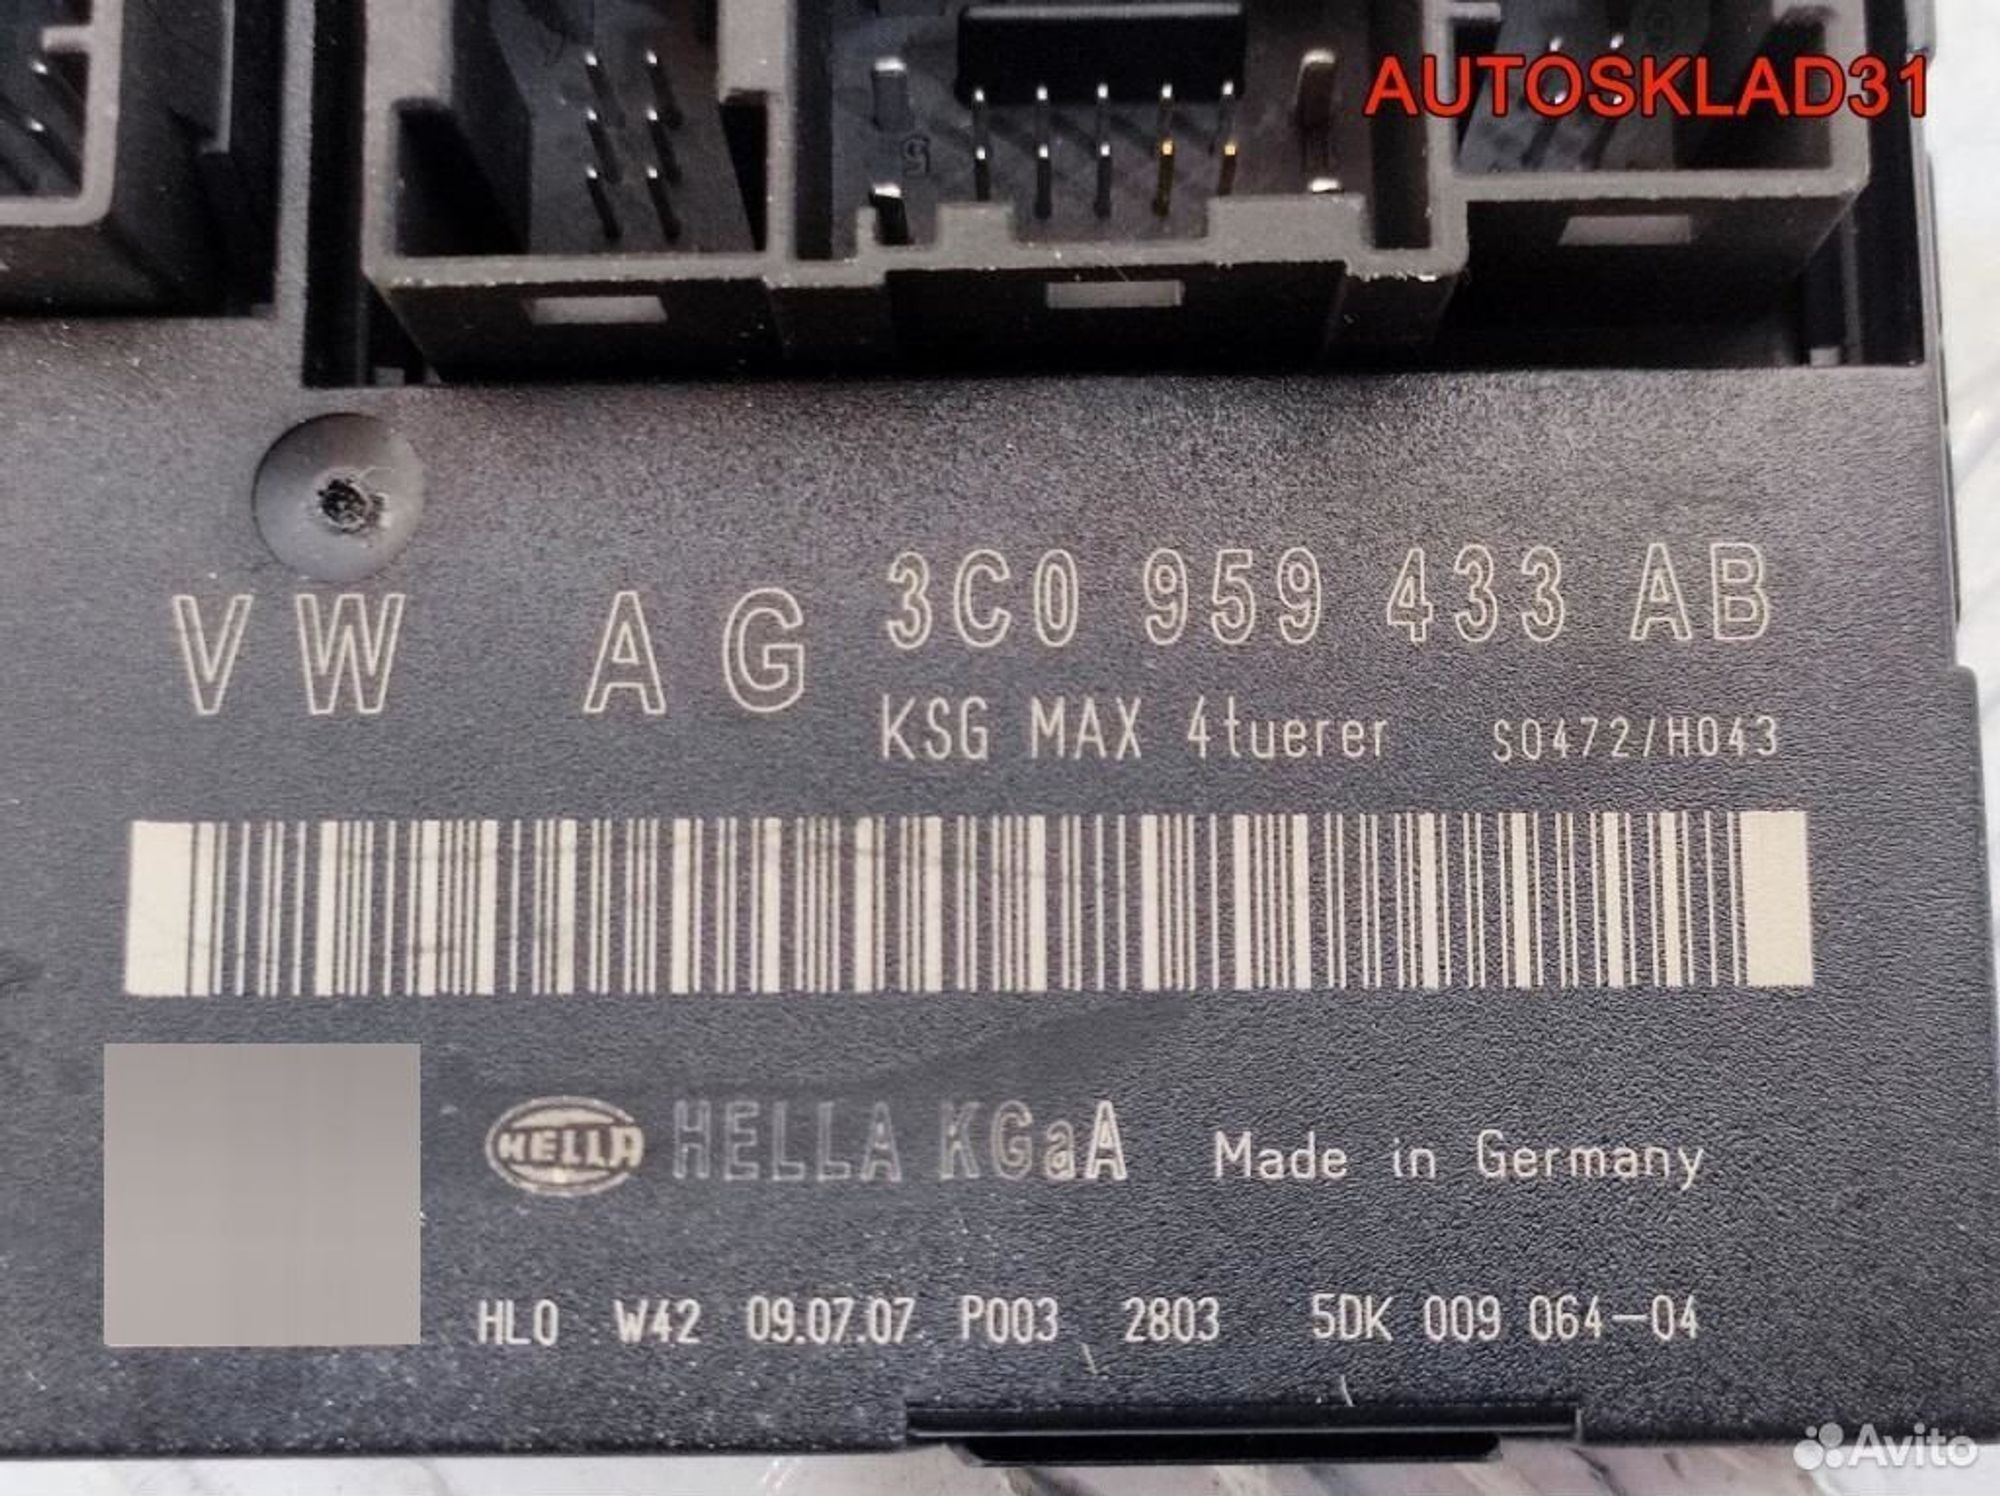 AUTOSKLAD31
VW AG 3C0 959 433 AB
KSG MAX 4tuerer S0472/H043
HELLA HELLA KGaA Made in Germany
HLO W42 09.07.07 P003 2803 5DK 009 064-04
Avito